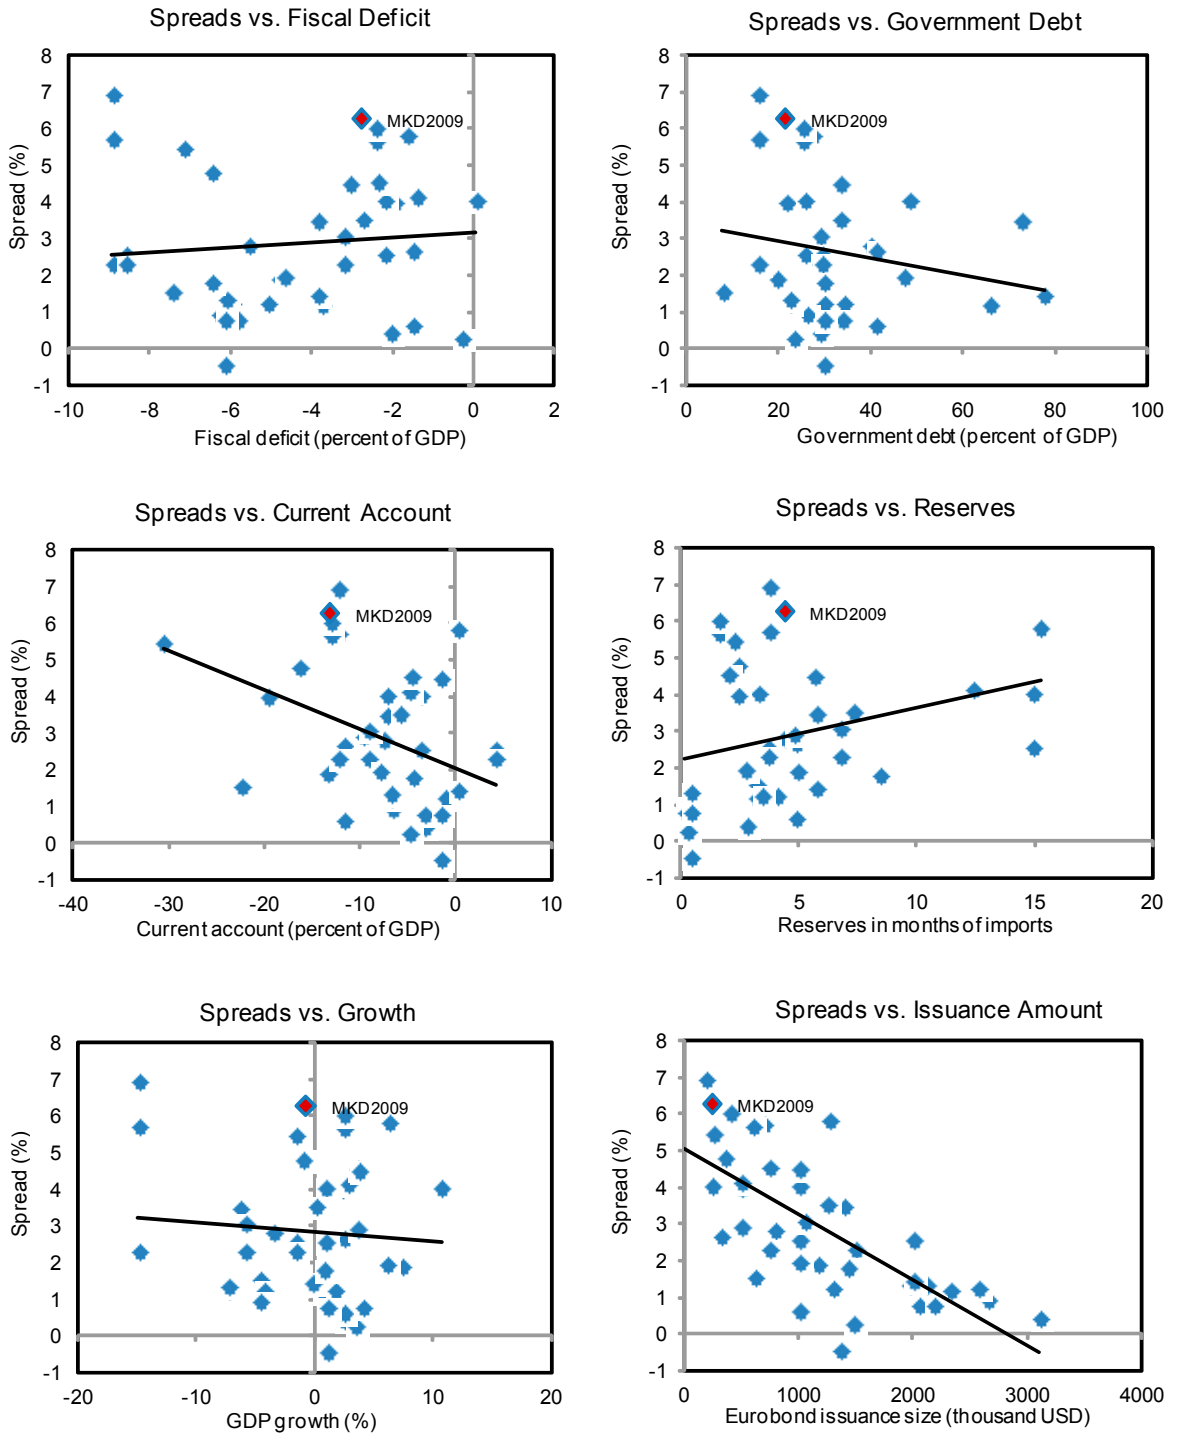 Spreads vs. Fiscal Deficit
8
7
6
5
4
3
2
1
0
-1
Spread (%)
MKD2009
-10 -8 -6 -4 -2 0 2
Fiscal deficit (percent of GDP)
Spreads vs. Government Debt
8
7
6
5
4
3
2
1
0
-1
Spread (%)
MKD2009
0 20 40 60 80 100
Government debt (percent of GDP)
Spreads vs. Current Account
8
7
6
5
4
3
2
1
0
-1
Spread (%)
MKD2009
-40 -30 -20 -10 0 10
Current account (percent of GDP)
Spreads vs. Reserves
8
7
6
5
4
3
2
1
0
-1
Spread (%)
MKD2009
0 5 10 15 20
Reserves in months of imports
Spreads vs. Growth
8
7
6
5
4
3
2
1
0
-1
Spread (%)
MKD2009
-20 -10 0 10 20
GDP growth (%)
Spreads vs. Issuance Amount
8
7
6
5
4
3
2
1
0
-1
Spread (%)
MKD2009
0 1000 2000 3000 4000
Eurobond issuance size (thousand USD)